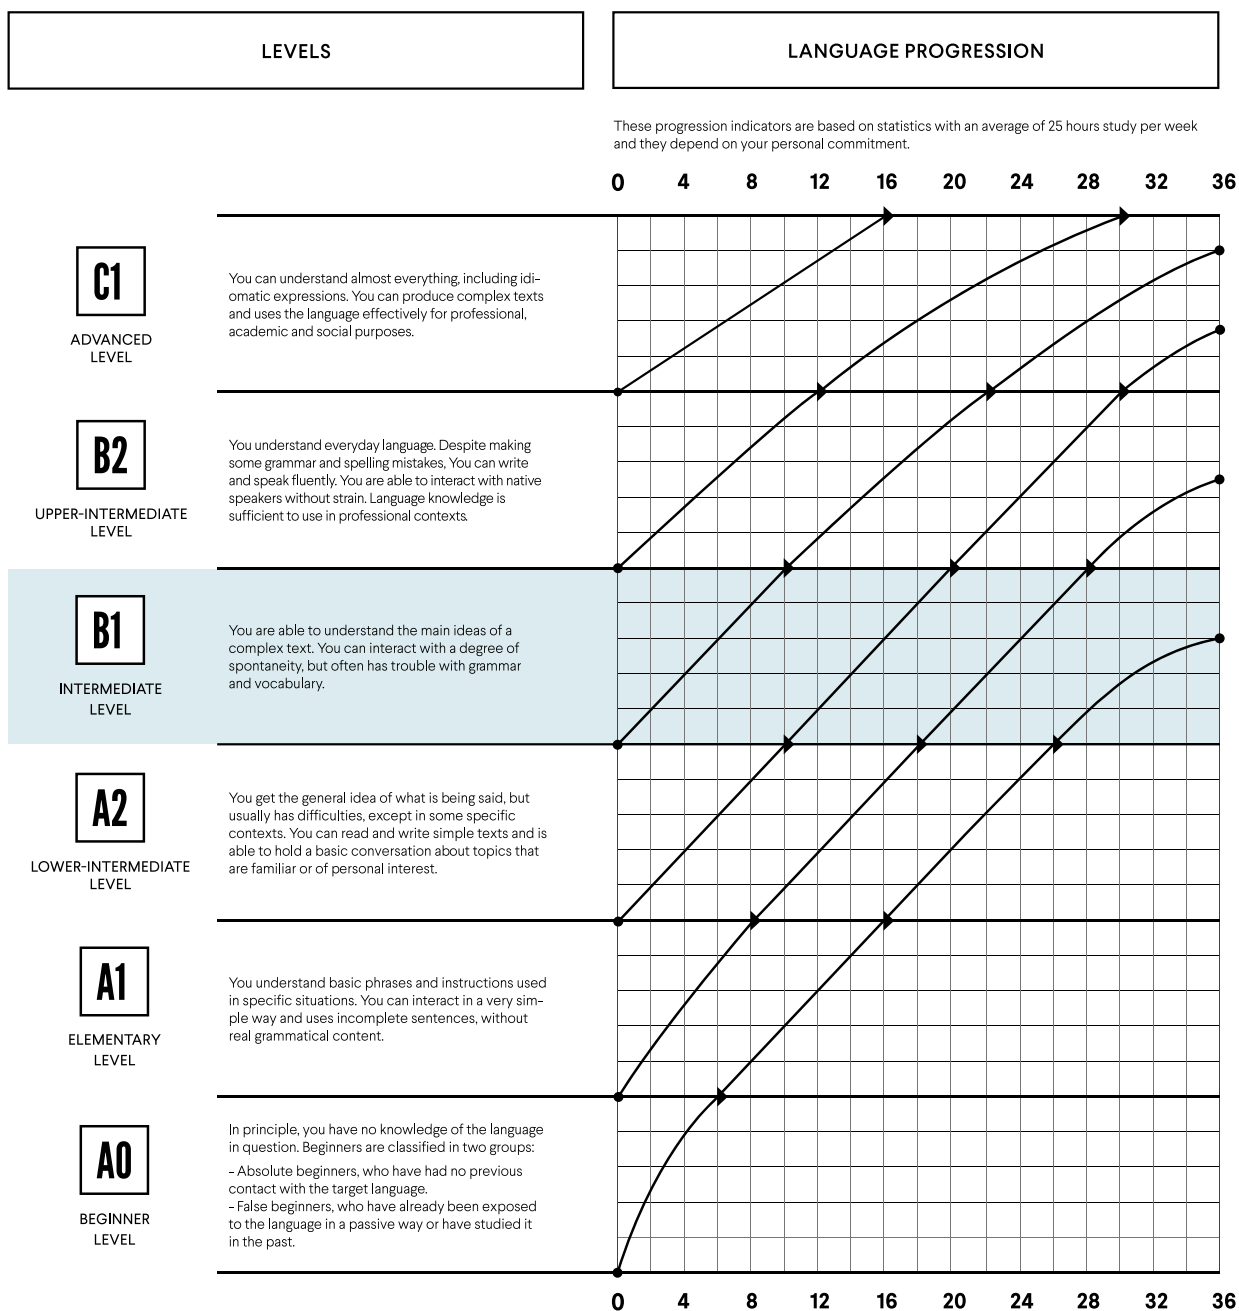 LEVELS
LANGUAGE PROGRESSION
These progression indicators are based on statistics with an average of 25 hours study per week
and they depend on your personal commitment.
0 4 8 12 16 20 24 28 32 36
C1
ADVANCED
LEVEL
You can understand almost everything, including idi-
omatic expressions. You can produce complex texts
and uses the language effectively for professional,
academic and social purposes.
B2
UPPER-INTERMEDIATE
LEVEL
You understand everyday language. Despite making
some grammar and spelling mistakes, You can write
and speak fluently. You are able to interact with native
speakers without strain. Language knowledge is
sufficient to use in professional contexts.
B1
INTERMEDIATE
LEVEL
You are able to understand the main ideas of a
complex text. You can interact with a degree of
spontaneity, but often has trouble with grammar
and vocabulary.
A2
LOWER-INTERMEDIATE
LEVEL
You get the general idea of what is being said, but
usually has difficulties, except in some specific
contexts. You can read and write simple texts and is
able to hold a basic conversation about topics that
are familiar or of personal interest.
A1
ELEMENTARY
LEVEL
You understand basic phrases and instructions used
in specific situations. You can interact in a very sim-
ple way and uses incomplete sentences, without
real grammatical content.
A0
BEGINNER
LEVEL
In principle, you have no knowledge of the language
in question. Beginners are classified in two groups:
- Absolute beginners, who have had no previous
contact with the target language.
- False beginners, who have already been exposed
to the language in a passive way or have studied it
in the past.
0 4 8 12 16 20 24 28 32 36